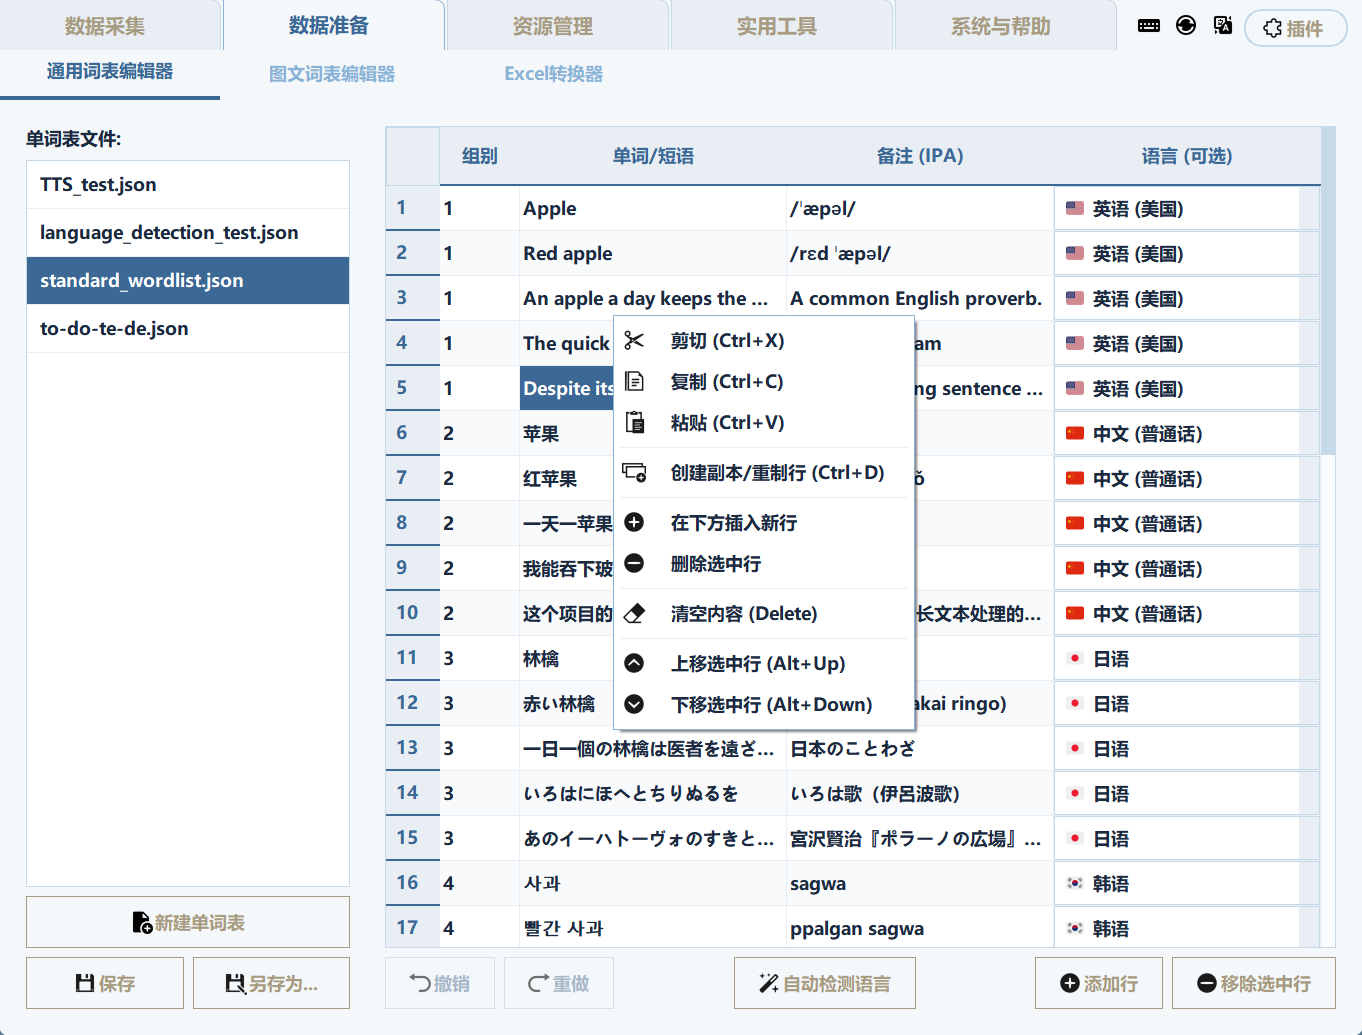 数据采集
数据准备
资源管理
实用工具
系统与帮助
插件
通用词表编辑器
图文词表编辑器
Excel转换器
单词表文件:
TTS_test.json
language_detection_test.json
standard_wordlist.json
to-do-te-de.json
新建单词表
保存
另存为...
组别 单词/短语 备注 (IPA) 语言 (可选)
1 1 Apple /ˈæpəl/ 英语 (美国)
2 1 Red apple /rɛd ˈæpəl/ 英语 (美国)
3 1 An apple a day keeps the ... A common English proverb. 英语 (美国)
4 1 The quick am 英语 (美国)
5 1 Despite its ng sentence ... 英语 (美国)
6 2 苹果 中文 (普通话)
7 2 红苹果 ǒ 中文 (普通话)
8 2 一天一苹果 中文 (普通话)
9 2 我能吞下玻 中文 (普通话)
10 2 这个项目的 长文本处理的... 中文 (普通话)
11 3 林檎 日语
12 3 赤い林檎 akai ringo) 日语
13 3 一日一個の林檎は医者を遠ざ... 日本のことわざ 日语
14 3 いろはにほへとちりぬるを いろは歌（伊呂波歌） 日语
15 3 あのイーハトーヴォのすきと... 宮沢賢治『ポラーノの広場』... 日语
16 4 사과 sagwa 韩语
17 4 빨간 사과 ppalgan sagwa 韩语
剪切 (Ctrl+X)
复制 (Ctrl+C)
粘贴 (Ctrl+V)
创建副本/重制行 (Ctrl+D)
在下方插入新行
删除选中行
清空内容 (Delete)
上移选中行 (Alt+Up)
下移选中行 (Alt+Down)
撤销
重做
自动检测语言
添加行
移除选中行